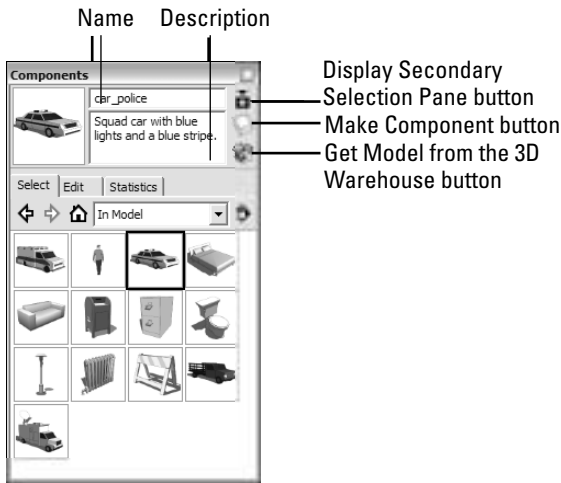 Name Description
Components
car_police
Squad car with blue
lights and a blue stripe.
Display Secondary
Selection Pane button
Make Component button
Get Model from the 3D
Warehouse button
Select Edit Statistics
In Model